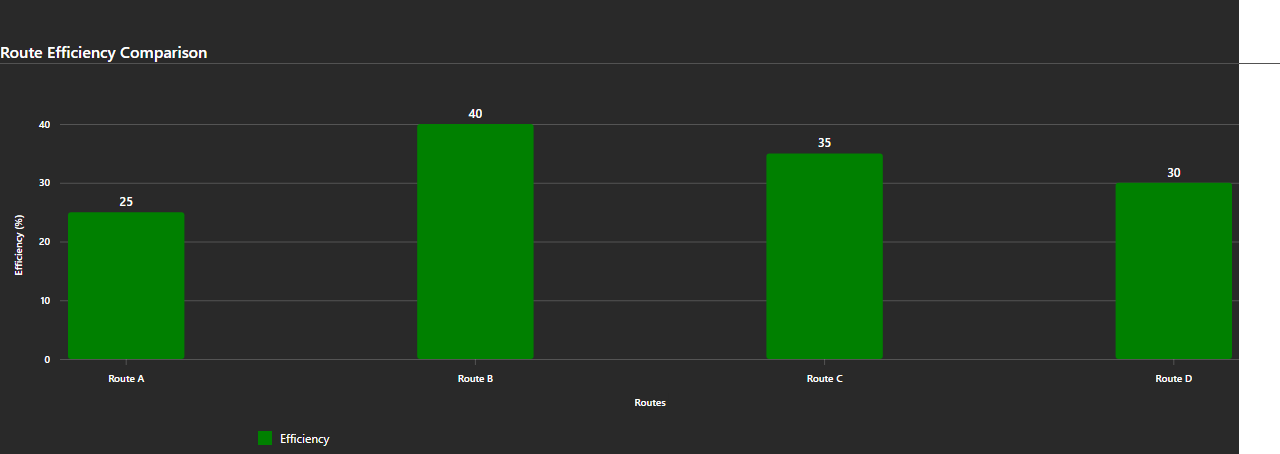 Route Efficiency Comparison
40
35
30
25
40
30
20
10
0
Efficiency (%)
Route A
Route B
Route C
Route D
Routes
Efficiency